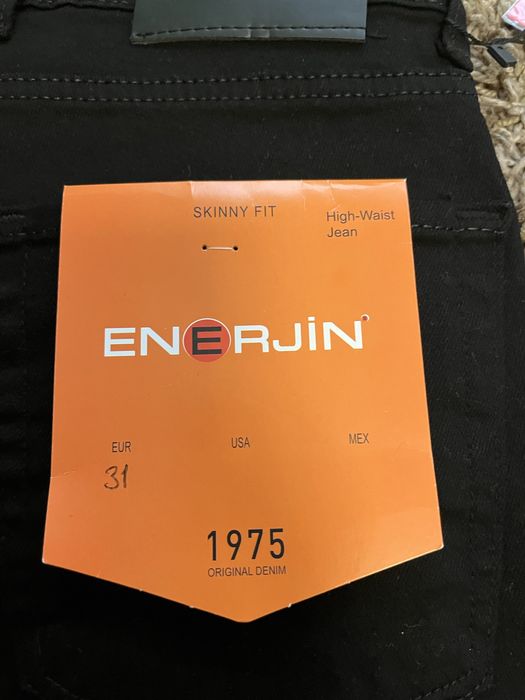 SKINNY FIT
High-Waist
Jean
ENERJİN
EUR USA MEX
31
1975
ORIGINAL DENIM